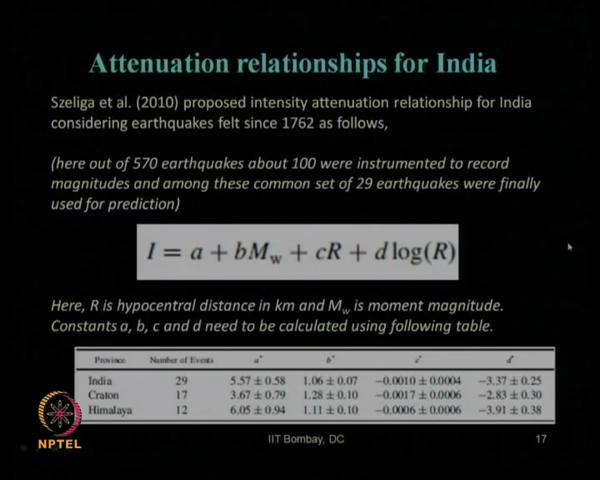 Attenuation relationships for India
Szeliga et al. (2010) proposed intensity attenuation relationship for India
considering earthquakes felt since 1762 as follows,
(here out of 570 earthquakes about 100 were instrumented to record
magnitudes and among these common set of 29 earthquakes were finally
used for prediction)
I = a + bM_w + cR + d log(R)
Here, R is hypocentral distance in km and M_w is moment magnitude.
Constants a, b, c and d need to be calculated using following table.
Province Number of Events a* b* c* d*
India 29 5.57 ± 0.58 1.06 ± 0.07 −0.0010 ± 0.0004 −3.37 ± 0.25
Craton 17 3.67 ± 0.79 1.28 ± 0.10 −0.0017 ± 0.0006 −2.83 ± 0.30
Himalaya 12 6.05 ± 0.94 1.11 ± 0.10 −0.0006 ± 0.0006 −3.91 ± 0.38
NPTEL
IIT Bombay, DC
17